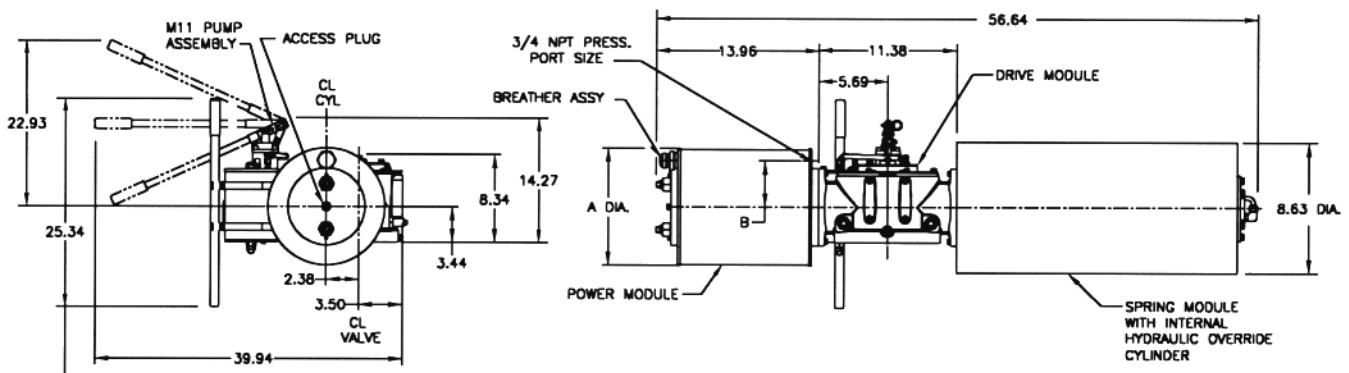 M11 PUMP
ASSEMBLY
ACCESS PLUG
CL
CYL
22.93
25.34
14.27
8.34
3.44
2.38
3.50
CL
VALVE
39.94
56.64
13.96
11.38
3/4 NPT PRESS.
PORT SIZE
5.69
DRIVE MODULE
BREATHER ASSY
A DIA.
B
8.63 DIA.
POWER MODULE
SPRING MODULE
WITH INTERNAL
HYDRAULIC OVERRIDE
CYLINDER